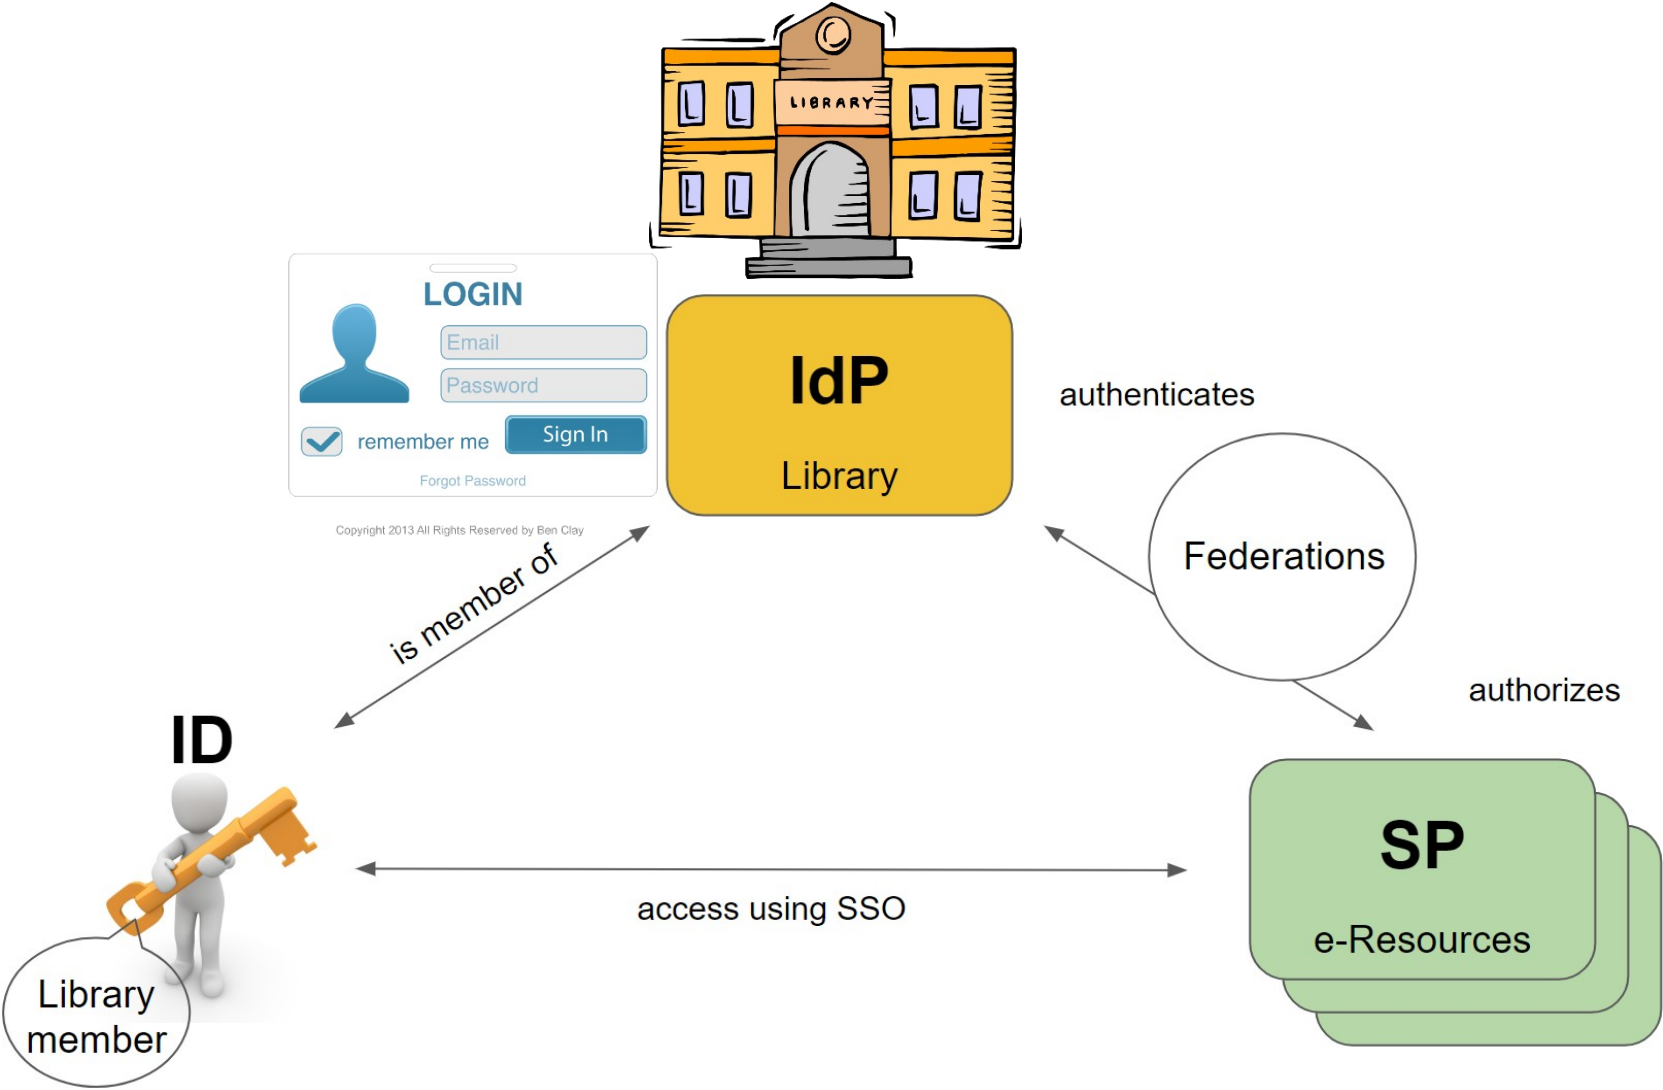 LIBRARY
LOGIN
Email
Password
remember me
Sign In
Forgot Password
Copyright 2013 All Rights Reserved by Ben Clay
IdP
Library
authenticates
Federations
is member of
authorizes
ID
SP
e-Resources
access using SSO
Library
member